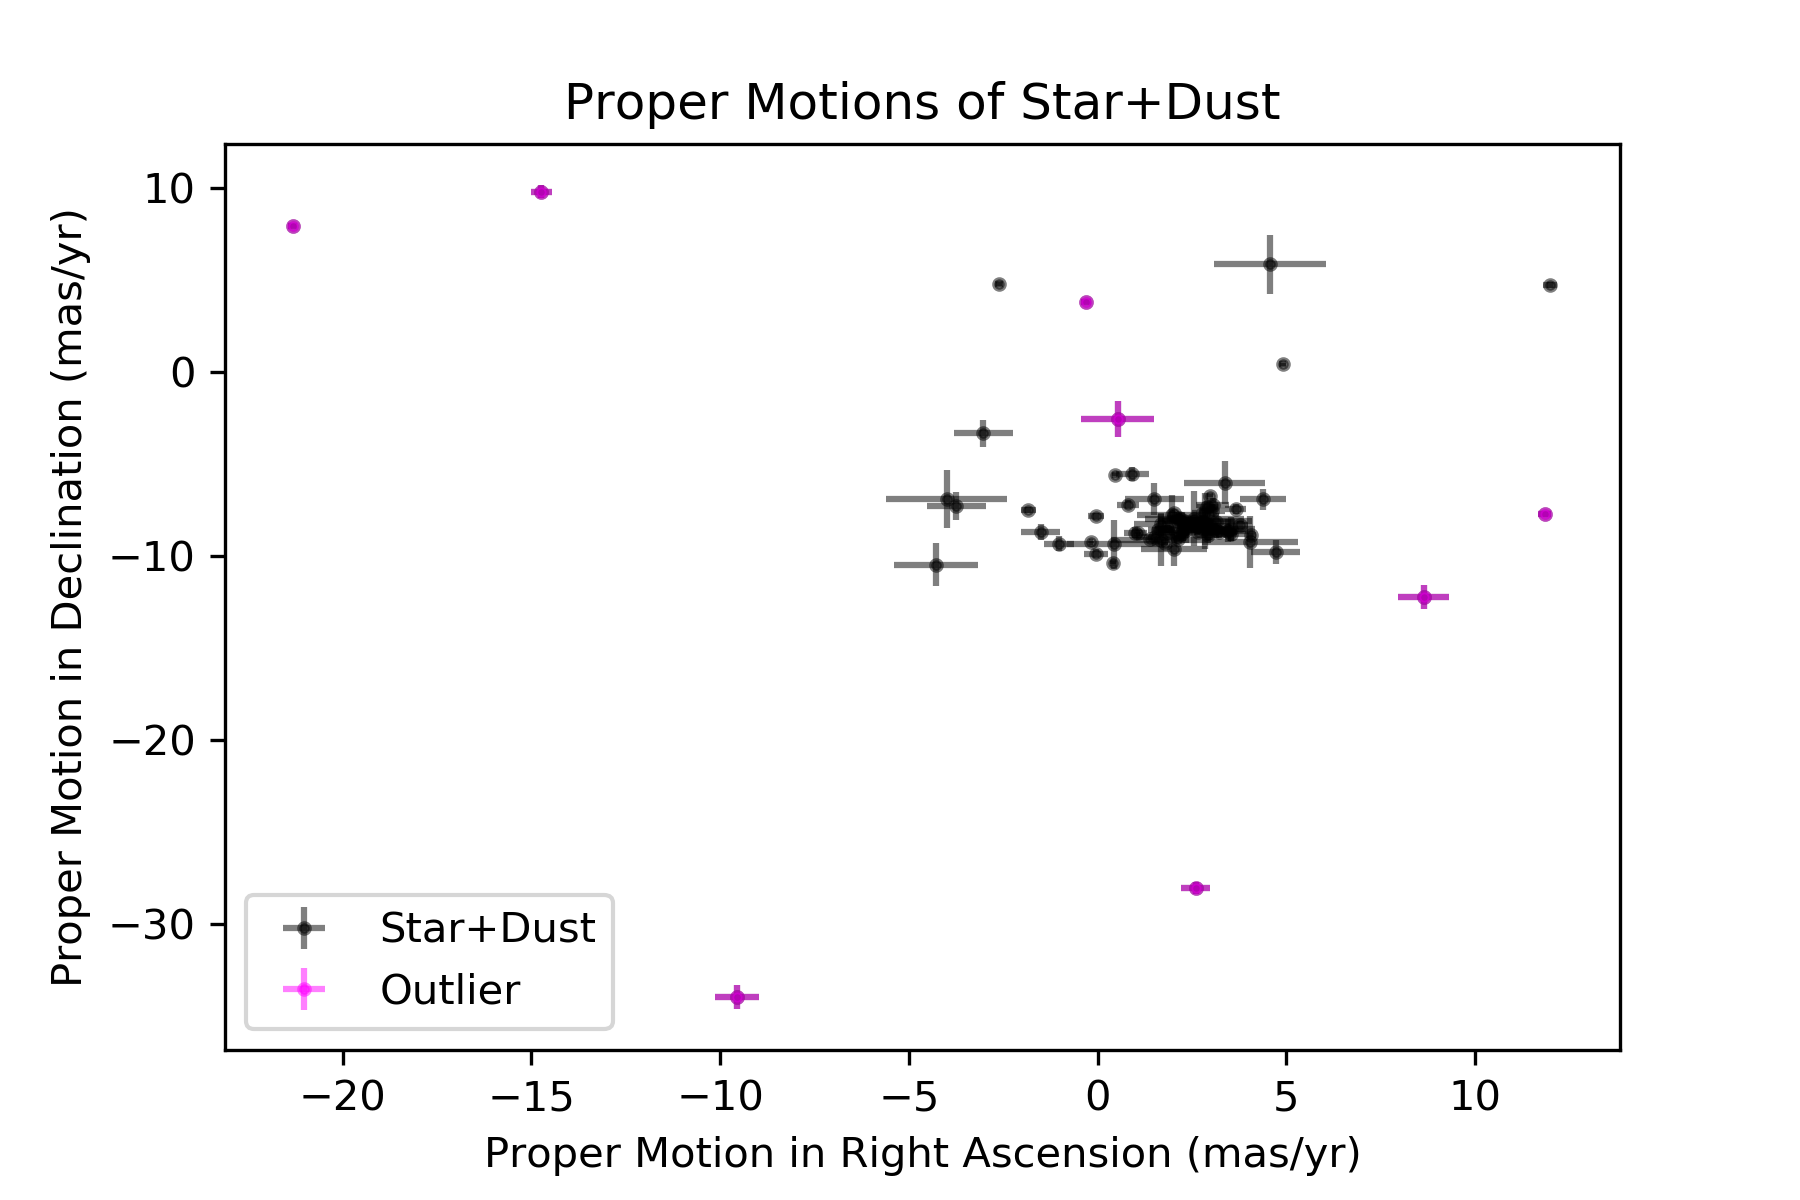 Proper Motions of Star+Dust
Proper Motion in Declination (mas/yr)
10
0
−10
−20
−30
Star+Dust
Outlier
−20 −15 −10 −5 0 5 10
Proper Motion in Right Ascension (mas/yr)